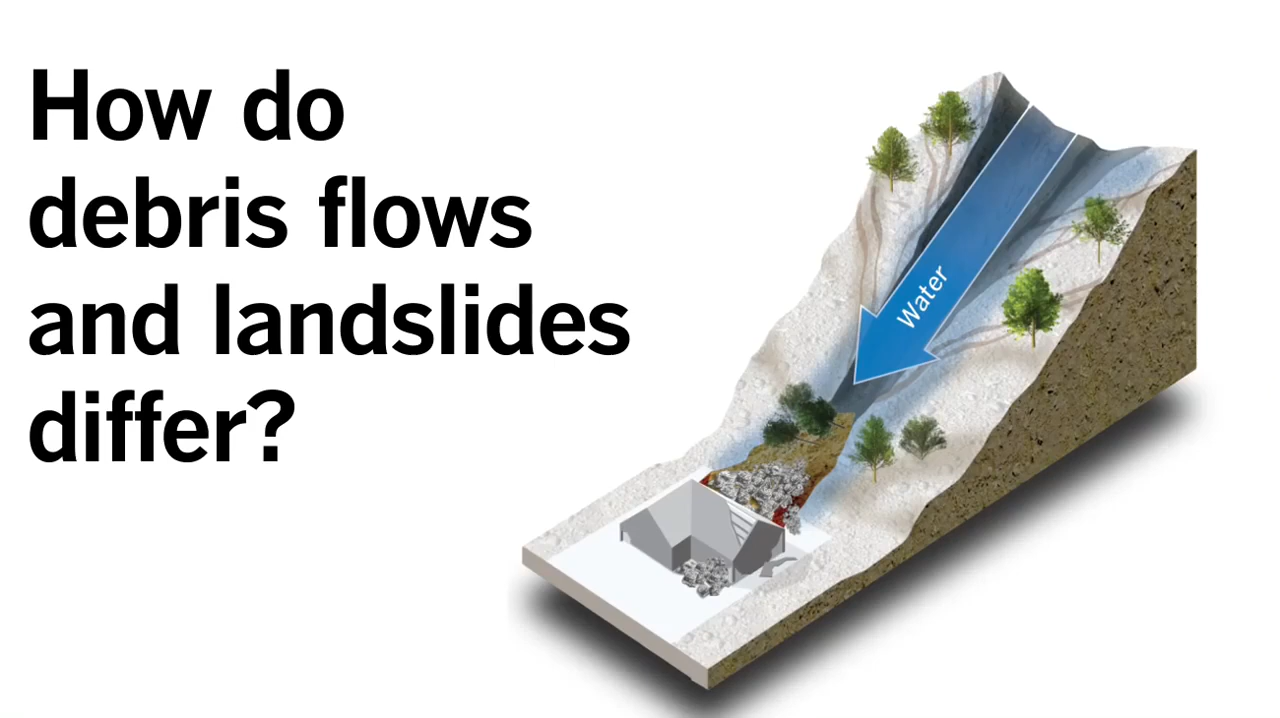 How do
debris flows
and landslides
differ?
Water